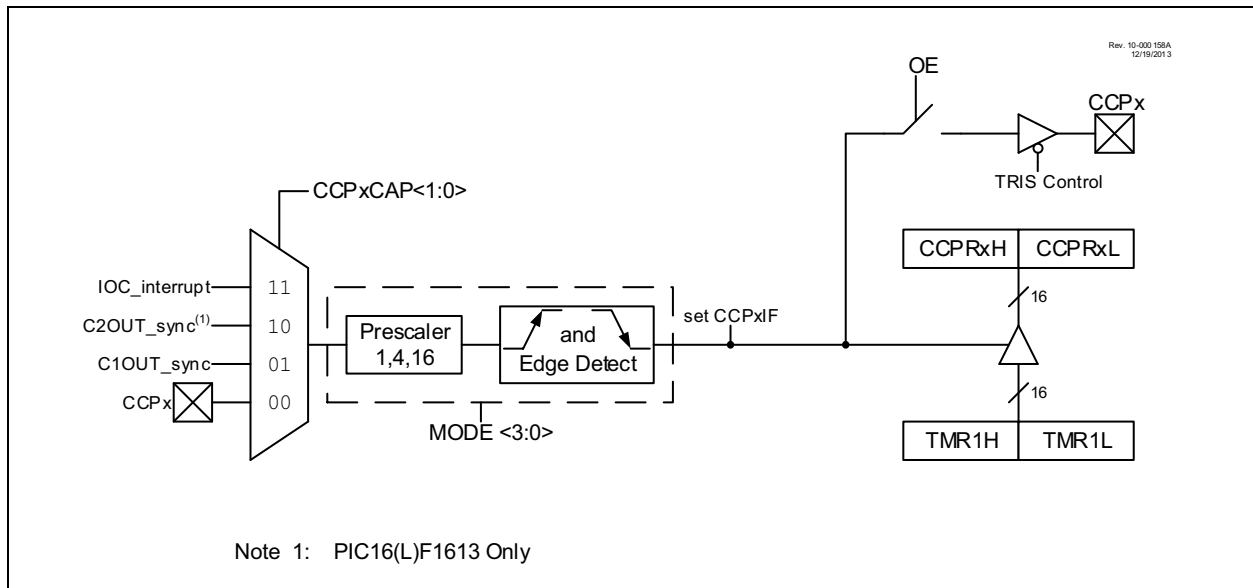 Rev. 10-000 158A
12/19/2013
OE
CCPx
TRIS Control
CCPxCAP<1:0>
CCPRxH CCPRxL
IOC_interrupt 11
16
C2OUT_sync(1) 10
Prescaler
1,4,16
and
Edge Detect
set CCPxIF
C1OUT_sync 01
CCPx 00
16
MODE <3:0>
TMR1H TMR1L
Note 1: PIC16(L)F1613 Only